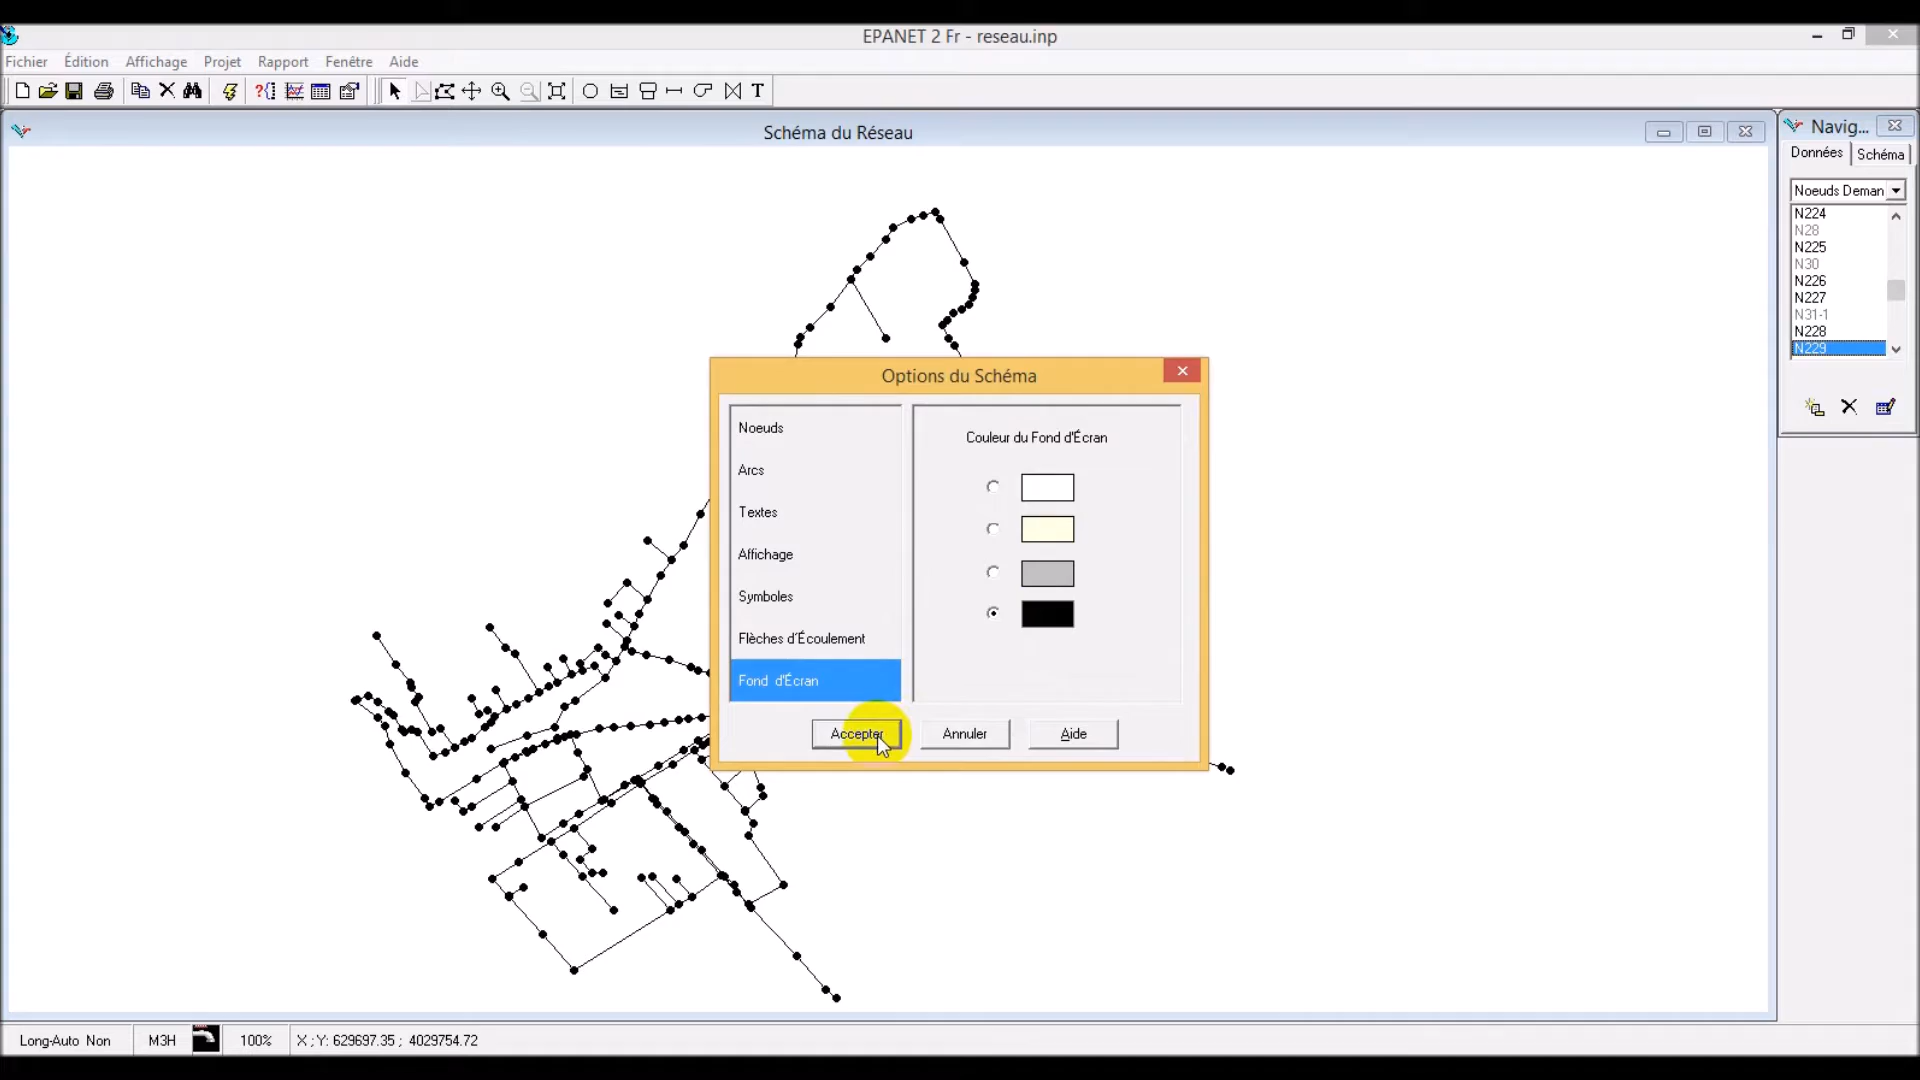 EPANET 2 Fr - reseau.inp
Fichier Édition Affichage Projet Rapport Fenêtre Aide
T
Schéma du Réseau
Navig...
Données Schéma
Noeuds Deman
N224
N28
N225
N30
N226
N227
N31-1
N228
N229
Options du Schéma
Noeuds
Arcs
Textes
Affichage
Symboles
Flèches d'Écoulement
Fond d'Écran
Couleur du Fond d'Écran
Accepter Annuler Aide
Long-Auto Non M3H 100% X ; Y: 629697.35 ; 4029754.72